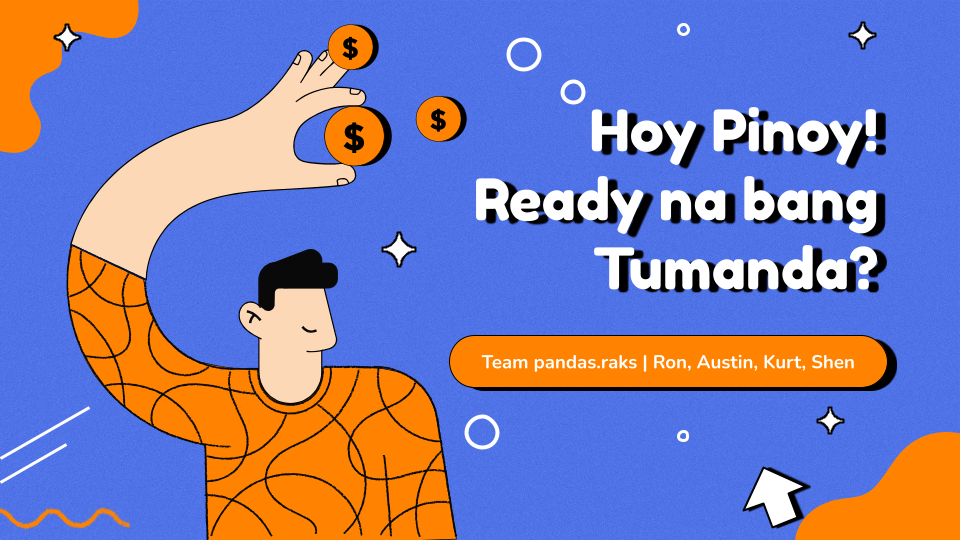 $
$
$
Hoy Pinoy!
Ready na bang
Tumanda?
Team pandas.raks | Ron, Austin, Kurt, Shen